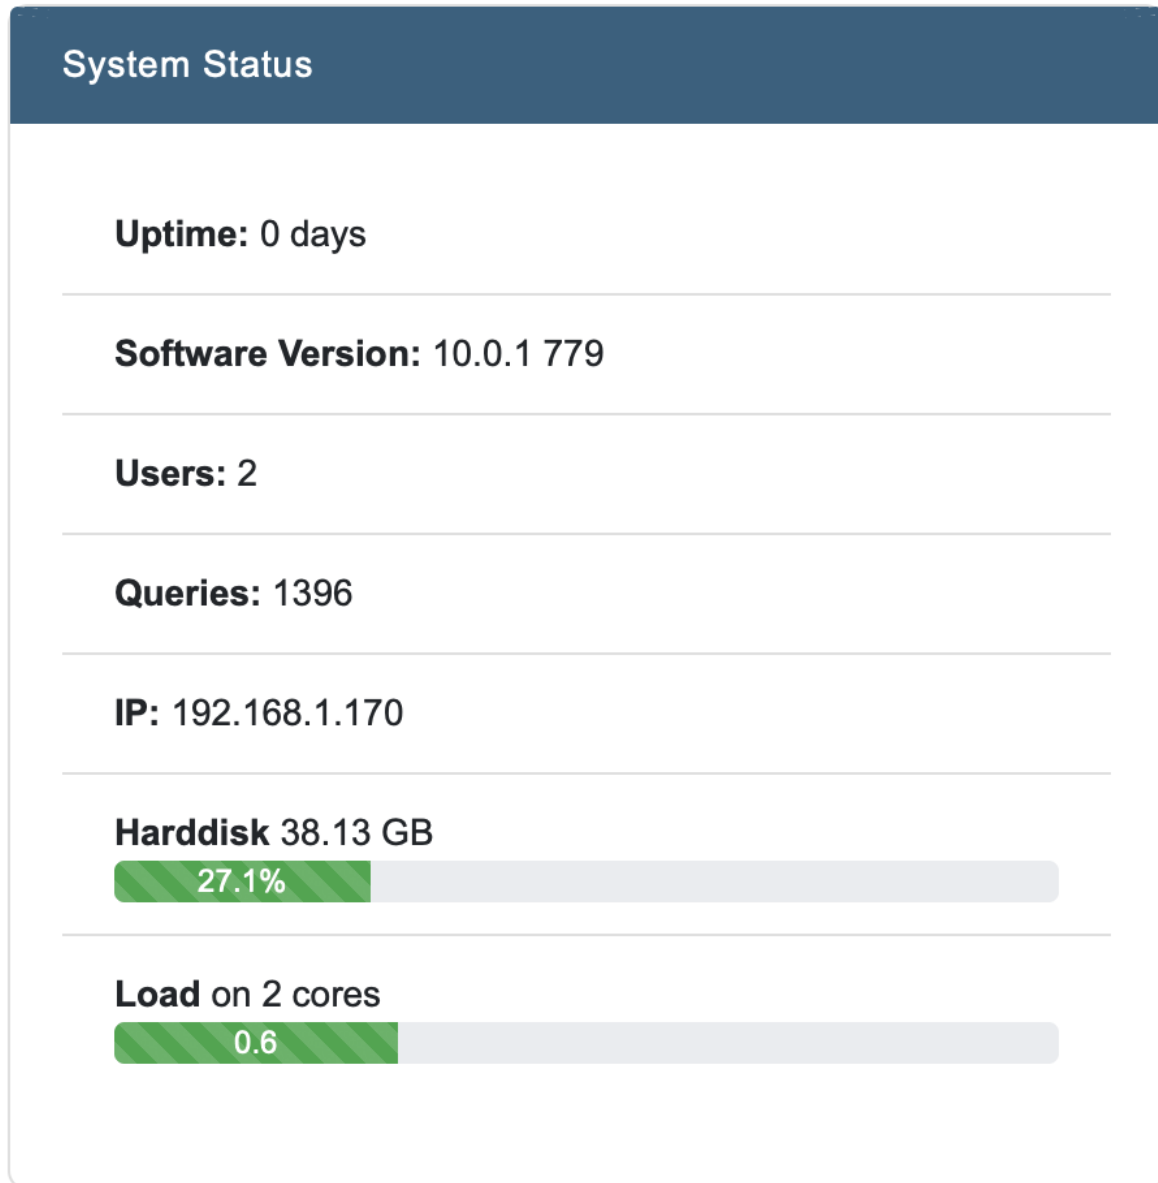 System Status
Uptime: 0 days
Software Version: 10.0.1 779
Users: 2
Queries: 1396
IP: 192.168.1.170
Harddisk 38.13 GB
27.1%
Load on 2 cores
0.6